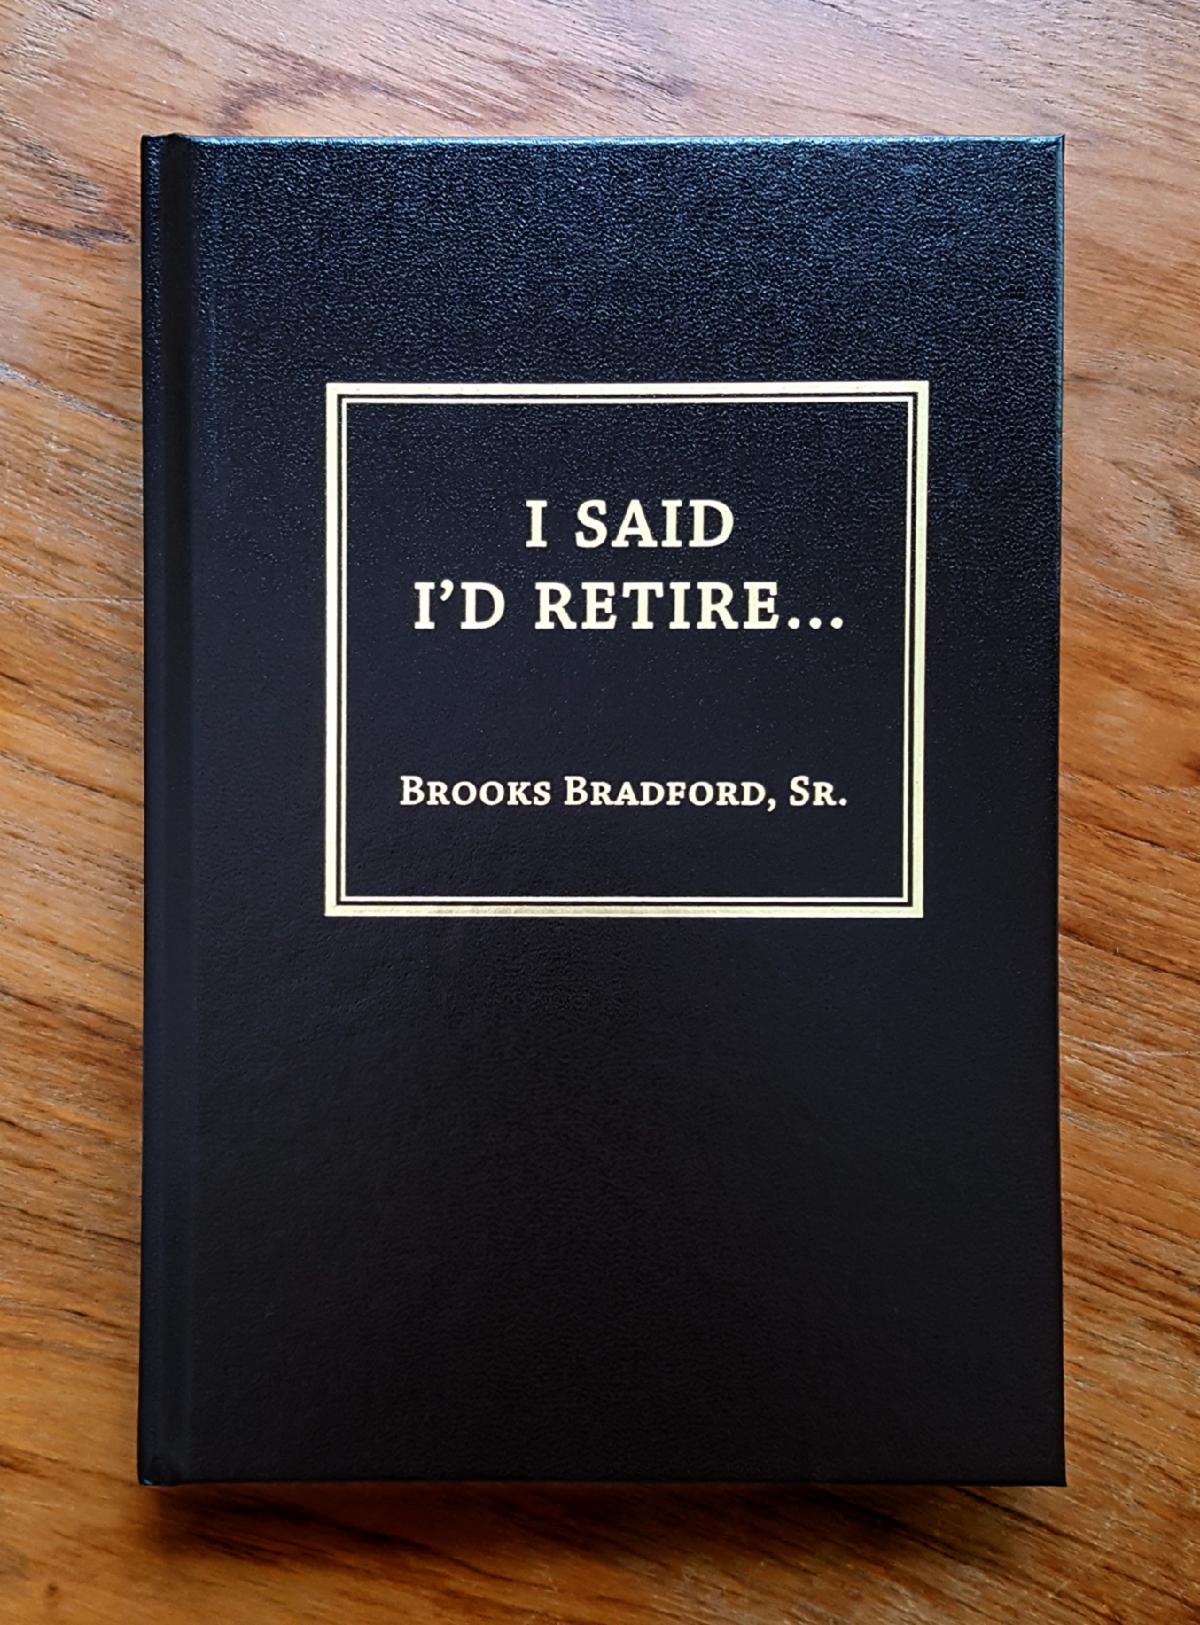 I SAID
I’D RETIRE...
BROOKS BRADFORD, SR.